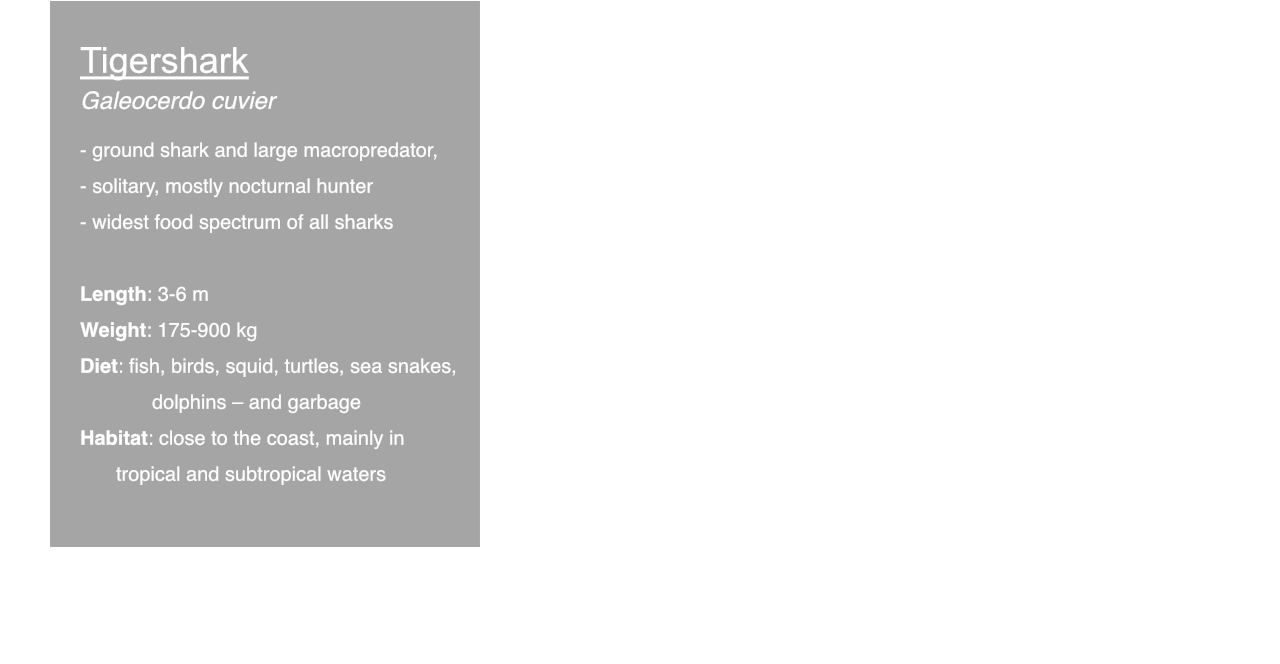 Tigershark
Galeocerdo cuvier
- ground shark and large macropredator,
- solitary, mostly nocturnal hunter
- widest food spectrum of all sharks
Length: 3-6 m
Weight: 175-900 kg
Diet: fish, birds, squid, turtles, sea snakes,
dolphins – and garbage
Habitat: close to the coast, mainly in
tropical and subtropical waters